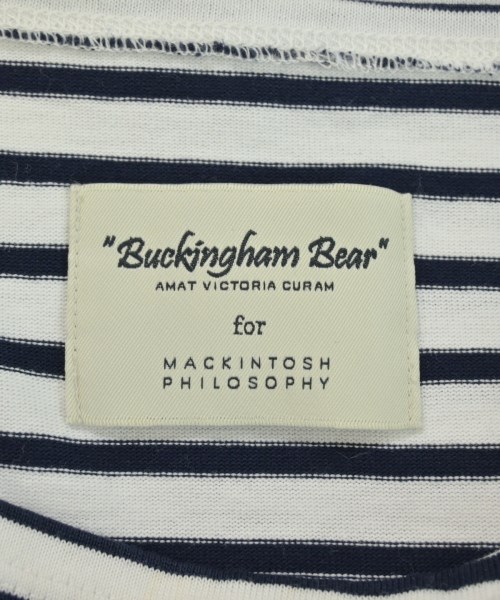 "Buckingham Bear"
AMAT VICTORIA CURAM
for
MACKINTOSH
PHILOSOPHY